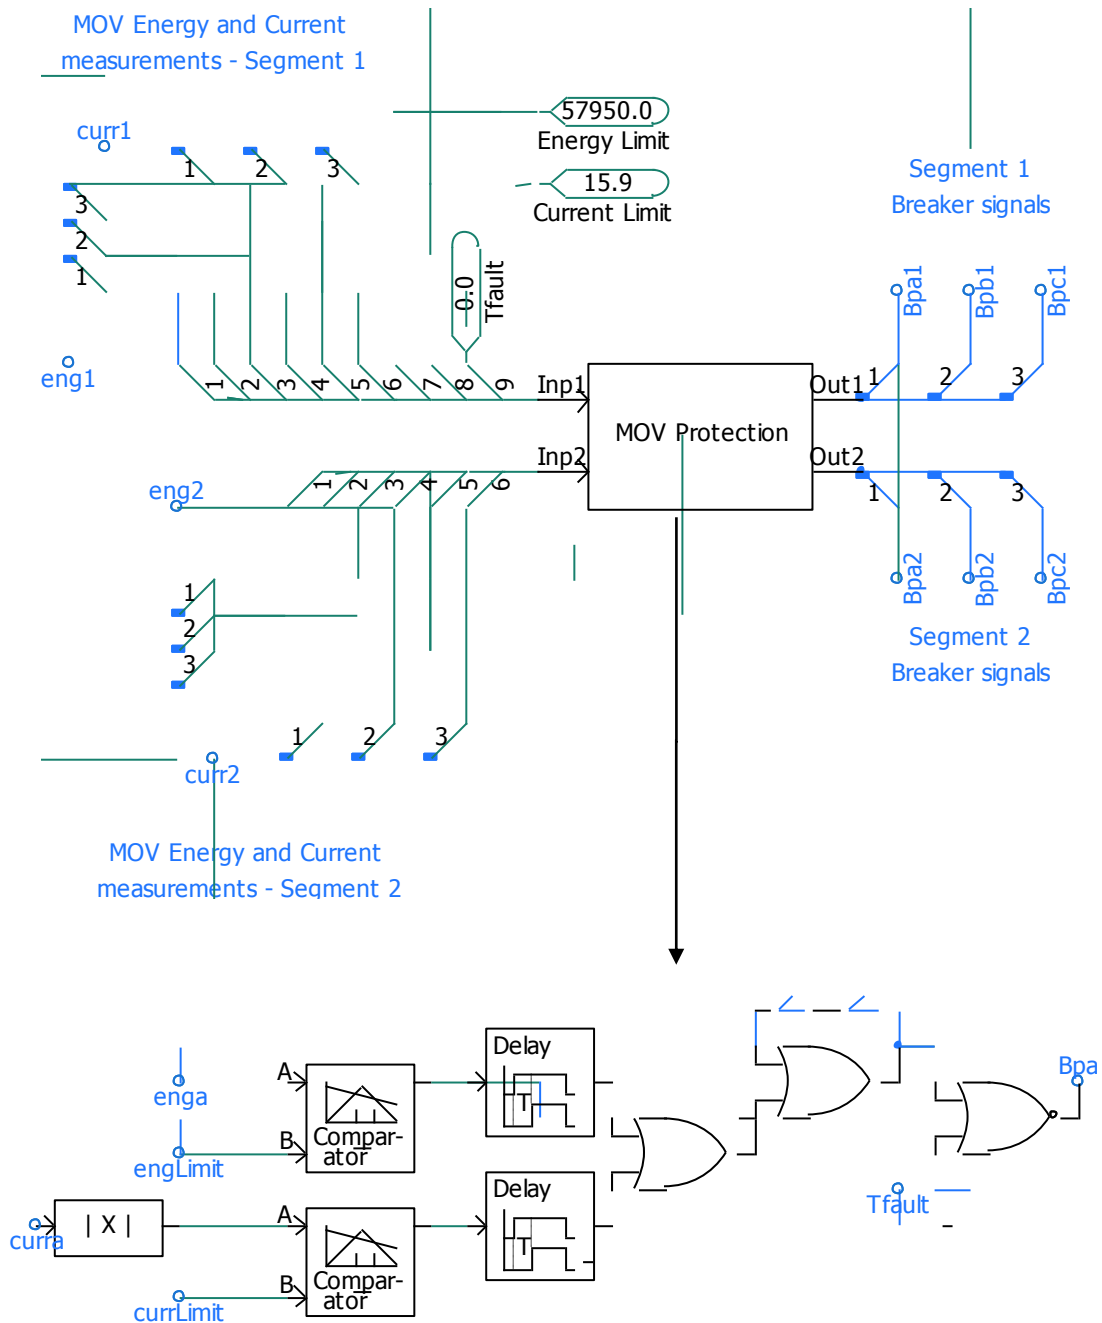 MOV Energy and Current
measurements - Segment 1
57950.0
Energy Limit
curr1
1
2
3
15.9
Current Limit
Segment 1
Breaker signals
3
2
1
0.0
Tfault
Bpa1
Bpb1
Bpc1
eng1
1
2
3
4
5
6
7
8
9
Inp1
Out1
1
2
3
MOV Protection
Inp2
Out2
eng2
1
2
3
4
5
6
1
2
3
Bpa2
Bpb2
Bpc2
1
2
3
Segment 2
Breaker signals
1
2
3
curr2
MOV Energy and Current
measurements - Segment 2
Delay
T
enga
A
B
Compar-
ator
engLimit
Bpa
Delay
T
Tfault
curra
| X |
A
B
Compar-
ator
currLimit